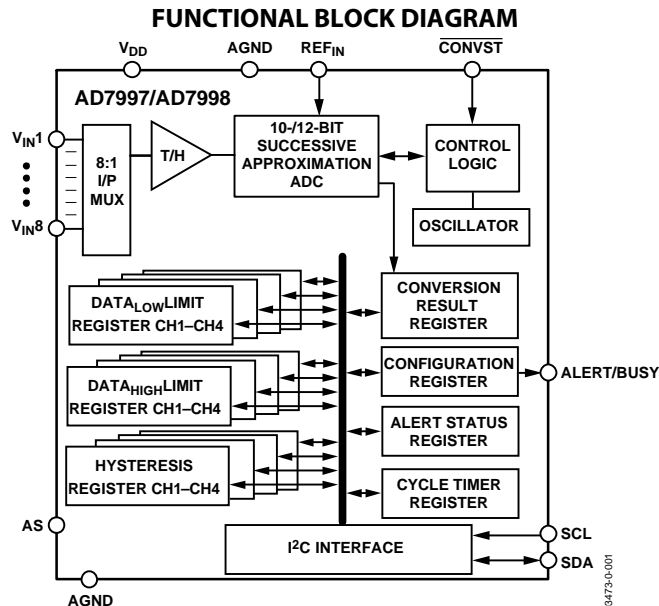 FUNCTIONAL BLOCK DIAGRAM
VDD
AGND
REFIN
CONVST
AD7997/AD7998
VIN1
VIN8
8:1
I/P
MUX
T/H
10-/12-BIT
SUCCESSIVE
APPROXIMATION
ADC
CONTROL
LOGIC
OSCILLATOR
DATALOWLIMIT
REGISTER CH1–CH4
CONVERSION
RESULT
REGISTER
DATAHIGHLIMIT
REGISTER CH1–CH4
CONFIGURATION
REGISTER
ALERT/BUSY
ALERT STATUS
REGISTER
HYSTERESIS
REGISTER CH1–CH4
CYCLE TIMER
REGISTER
AS
I2C INTERFACE
SCL
SDA
AGND
3473-0-001